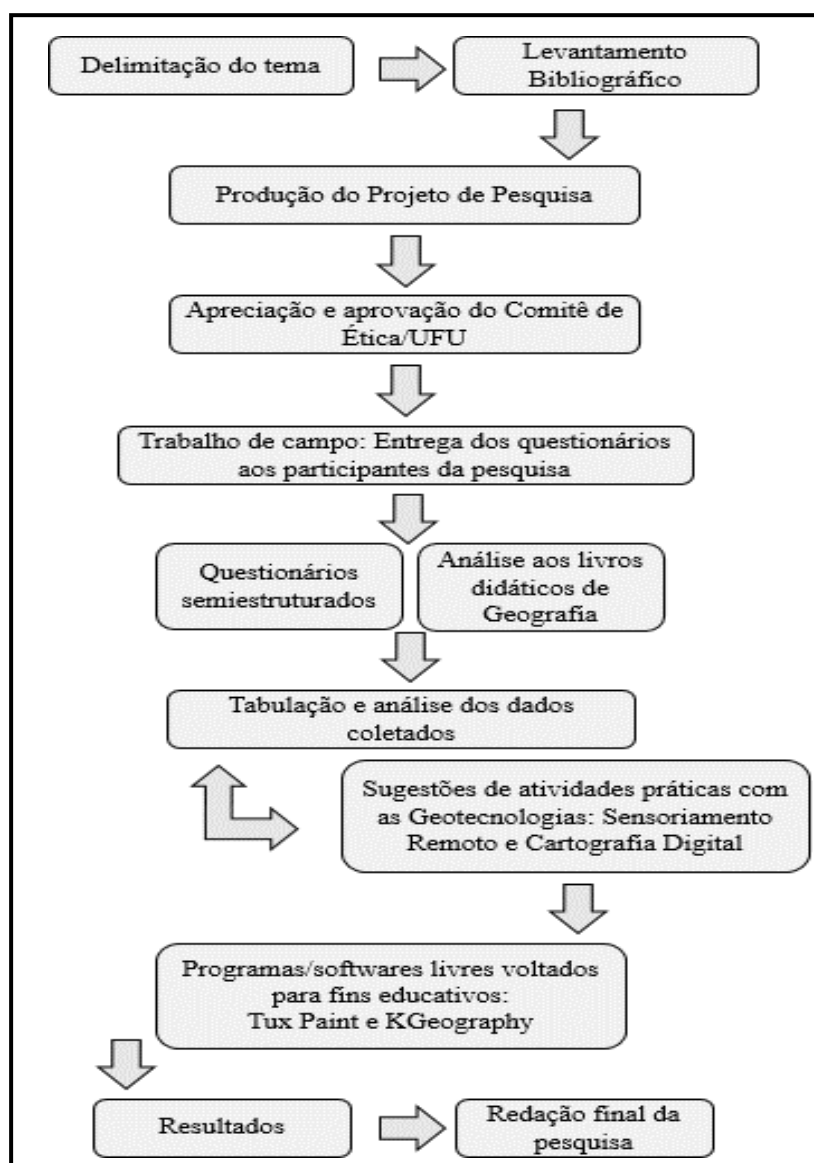 Delimitação do tema
Levantamento
Bibliográfico
Produção do Projeto de Pesquisa
Apreciação e aprovação do Comitê de
Ética/UFU
Trabalho de campo: Entrega dos questionários
aos participantes da pesquisa
Questionários
semiestruturados
Análise aos livros
didáticos de
Geografia
Tabulação e análise dos dados
coletados
Sugestões de atividades práticas com
as Geotecnologias: Sensoriamento
Remoto e Cartografia Digital
Programas/softwares livres voltados
para fins educativos:
Tux Paint e KGeography
Resultados
Redação final da
pesquisa